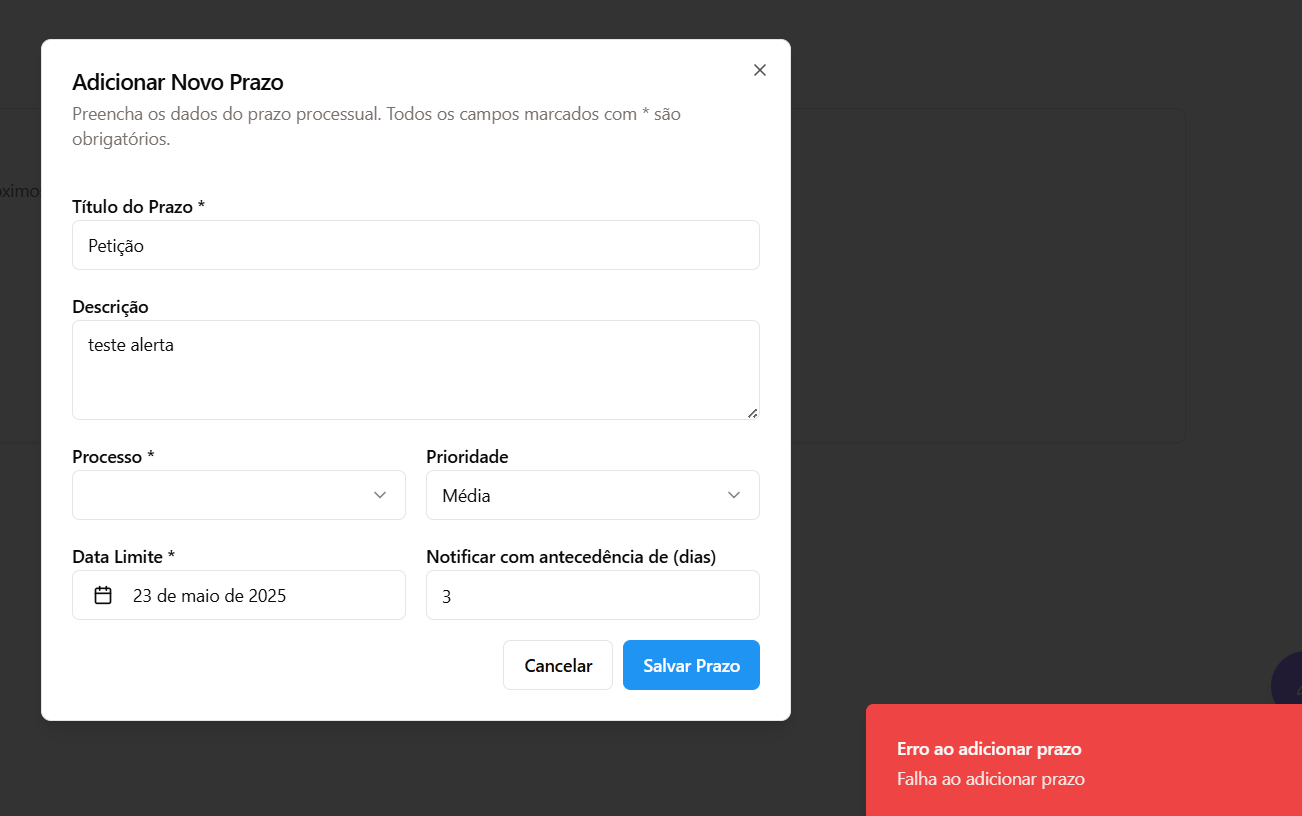 Adicionar Novo Prazo
Preencha os dados do prazo processual. Todos os campos marcados com * são
obrigatórios.
Título do Prazo *
Petição
Descrição
teste alerta
Processo *
Prioridade
Média
Data Limite *
Notificar com antecedência de (dias)
23 de maio de 2025
3
Cancelar
Salvar Prazo
Erro ao adicionar prazo
Falha ao adicionar prazo